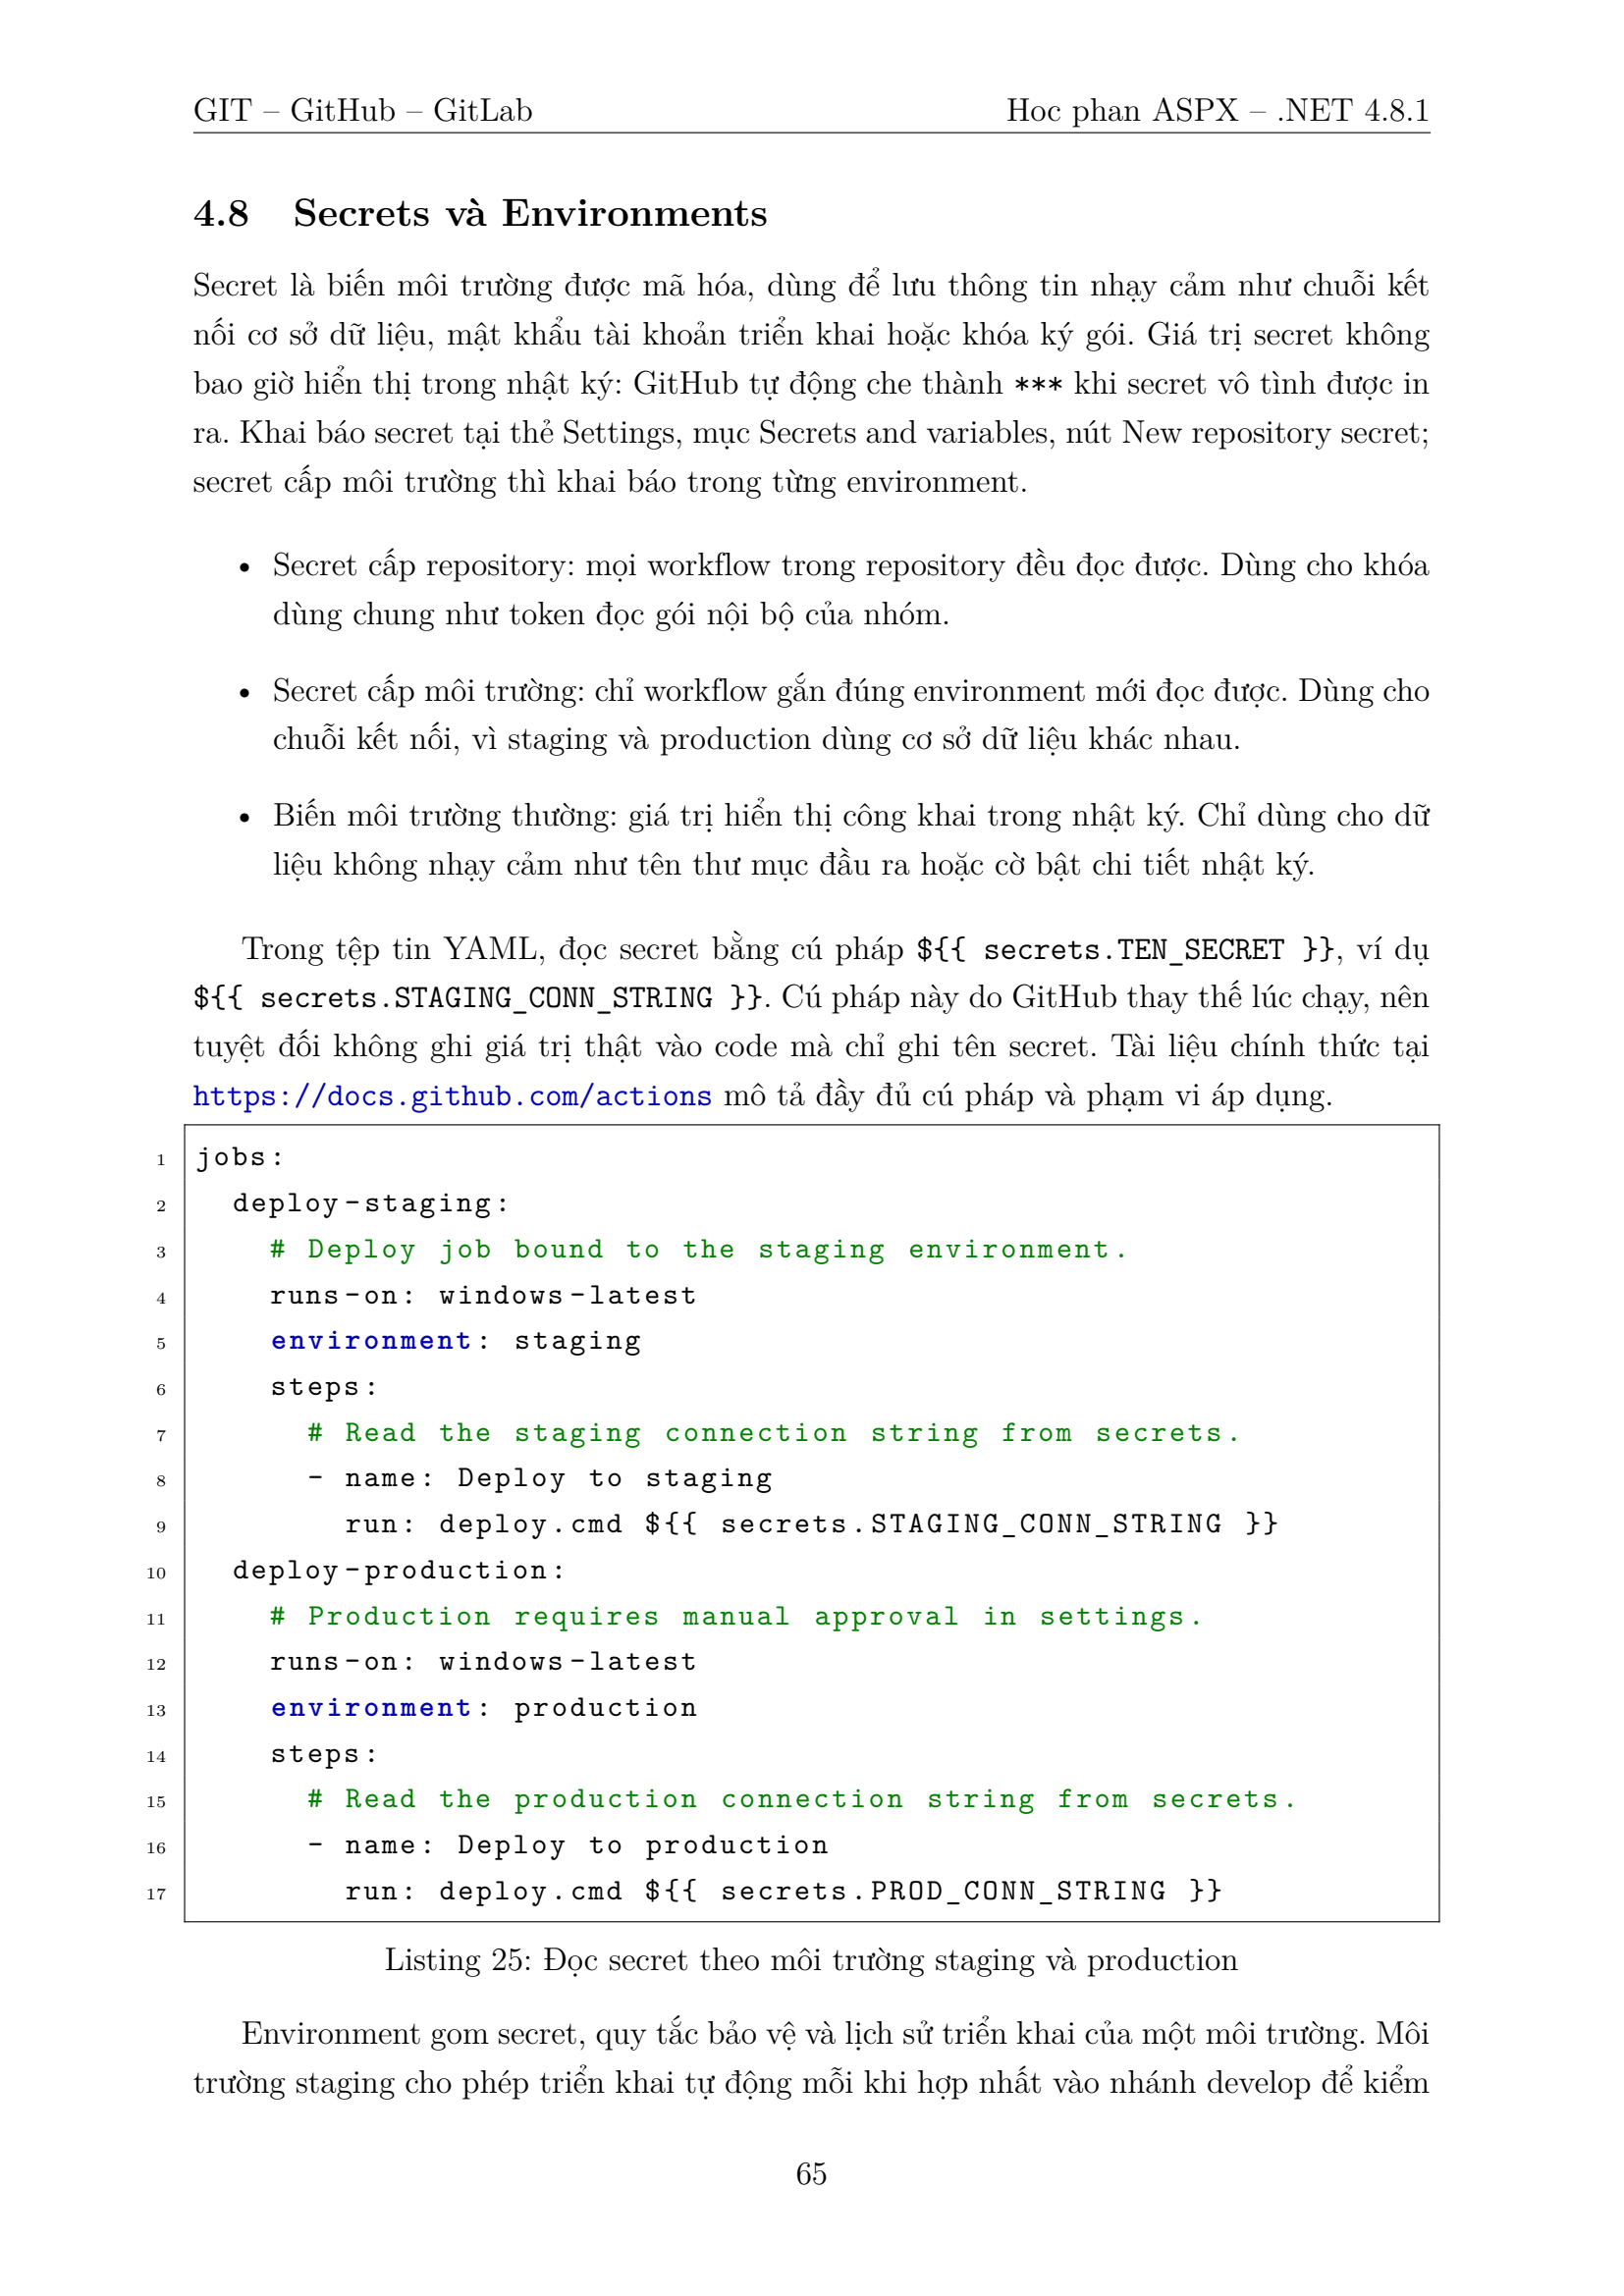 GIT – GitHub – GitLab Hoc phan ASPX – .NET 4.8.1
4.8 Secrets và Environments
Secret là biến môi trường được mã hóa, dùng để lưu thông tin nhạy cảm như chuỗi kết
nối cơ sở dữ liệu, mật khẩu tài khoản triển khai hoặc khóa ký gói. Giá trị secret không
bao giờ hiển thị trong nhật ký: GitHub tự động che thành *** khi secret vô tình được in
ra. Khai báo secret tại thẻ Settings, mục Secrets and variables, nút New repository secret;
secret cấp môi trường thì khai báo trong từng environment.
• Secret cấp repository: mọi workflow trong repository đều đọc được. Dùng cho khóa
dùng chung như token đọc gói nội bộ của nhóm.
• Secret cấp môi trường: chỉ workflow gắn đúng environment mới đọc được. Dùng cho
chuỗi kết nối, vì staging và production dùng cơ sở dữ liệu khác nhau.
• Biến môi trường thường: giá trị hiển thị công khai trong nhật ký. Chỉ dùng cho dữ
liệu không nhạy cảm như tên thư mục đầu ra hoặc cờ bật chi tiết nhật ký.
Trong tệp tin YAML, đọc secret bằng cú pháp ${{ secrets.TEN_SECRET }}, ví dụ
${{ secrets.STAGING_CONN_STRING }}. Cú pháp này do GitHub thay thế lúc chạy, nên
tuyệt đối không ghi giá trị thật vào code mà chỉ ghi tên secret. Tài liệu chính thức tại
https://docs.github.com/actions mô tả đầy đủ cú pháp và phạm vi áp dụng.
1 jobs:
2   deploy-staging:
3     # Deploy job bound to the staging environment.
4     runs-on: windows-latest
5     environment: staging
6     steps:
7       # Read the staging connection string from secrets.
8       - name: Deploy to staging
9         run: deploy.cmd ${{ secrets.STAGING_CONN_STRING }}
10   deploy-production:
11     # Production requires manual approval in settings.
12     runs-on: windows-latest
13     environment: production
14     steps:
15       # Read the production connection string from secrets.
16       - name: Deploy to production
17         run: deploy.cmd ${{ secrets.PROD_CONN_STRING }}
Listing 25: Đọc secret theo môi trường staging và production
Environment gom secret, quy tắc bảo vệ và lịch sử triển khai của một môi trường. Môi
trường staging cho phép triển khai tự động mỗi khi hợp nhất vào nhánh develop để kiểm
65